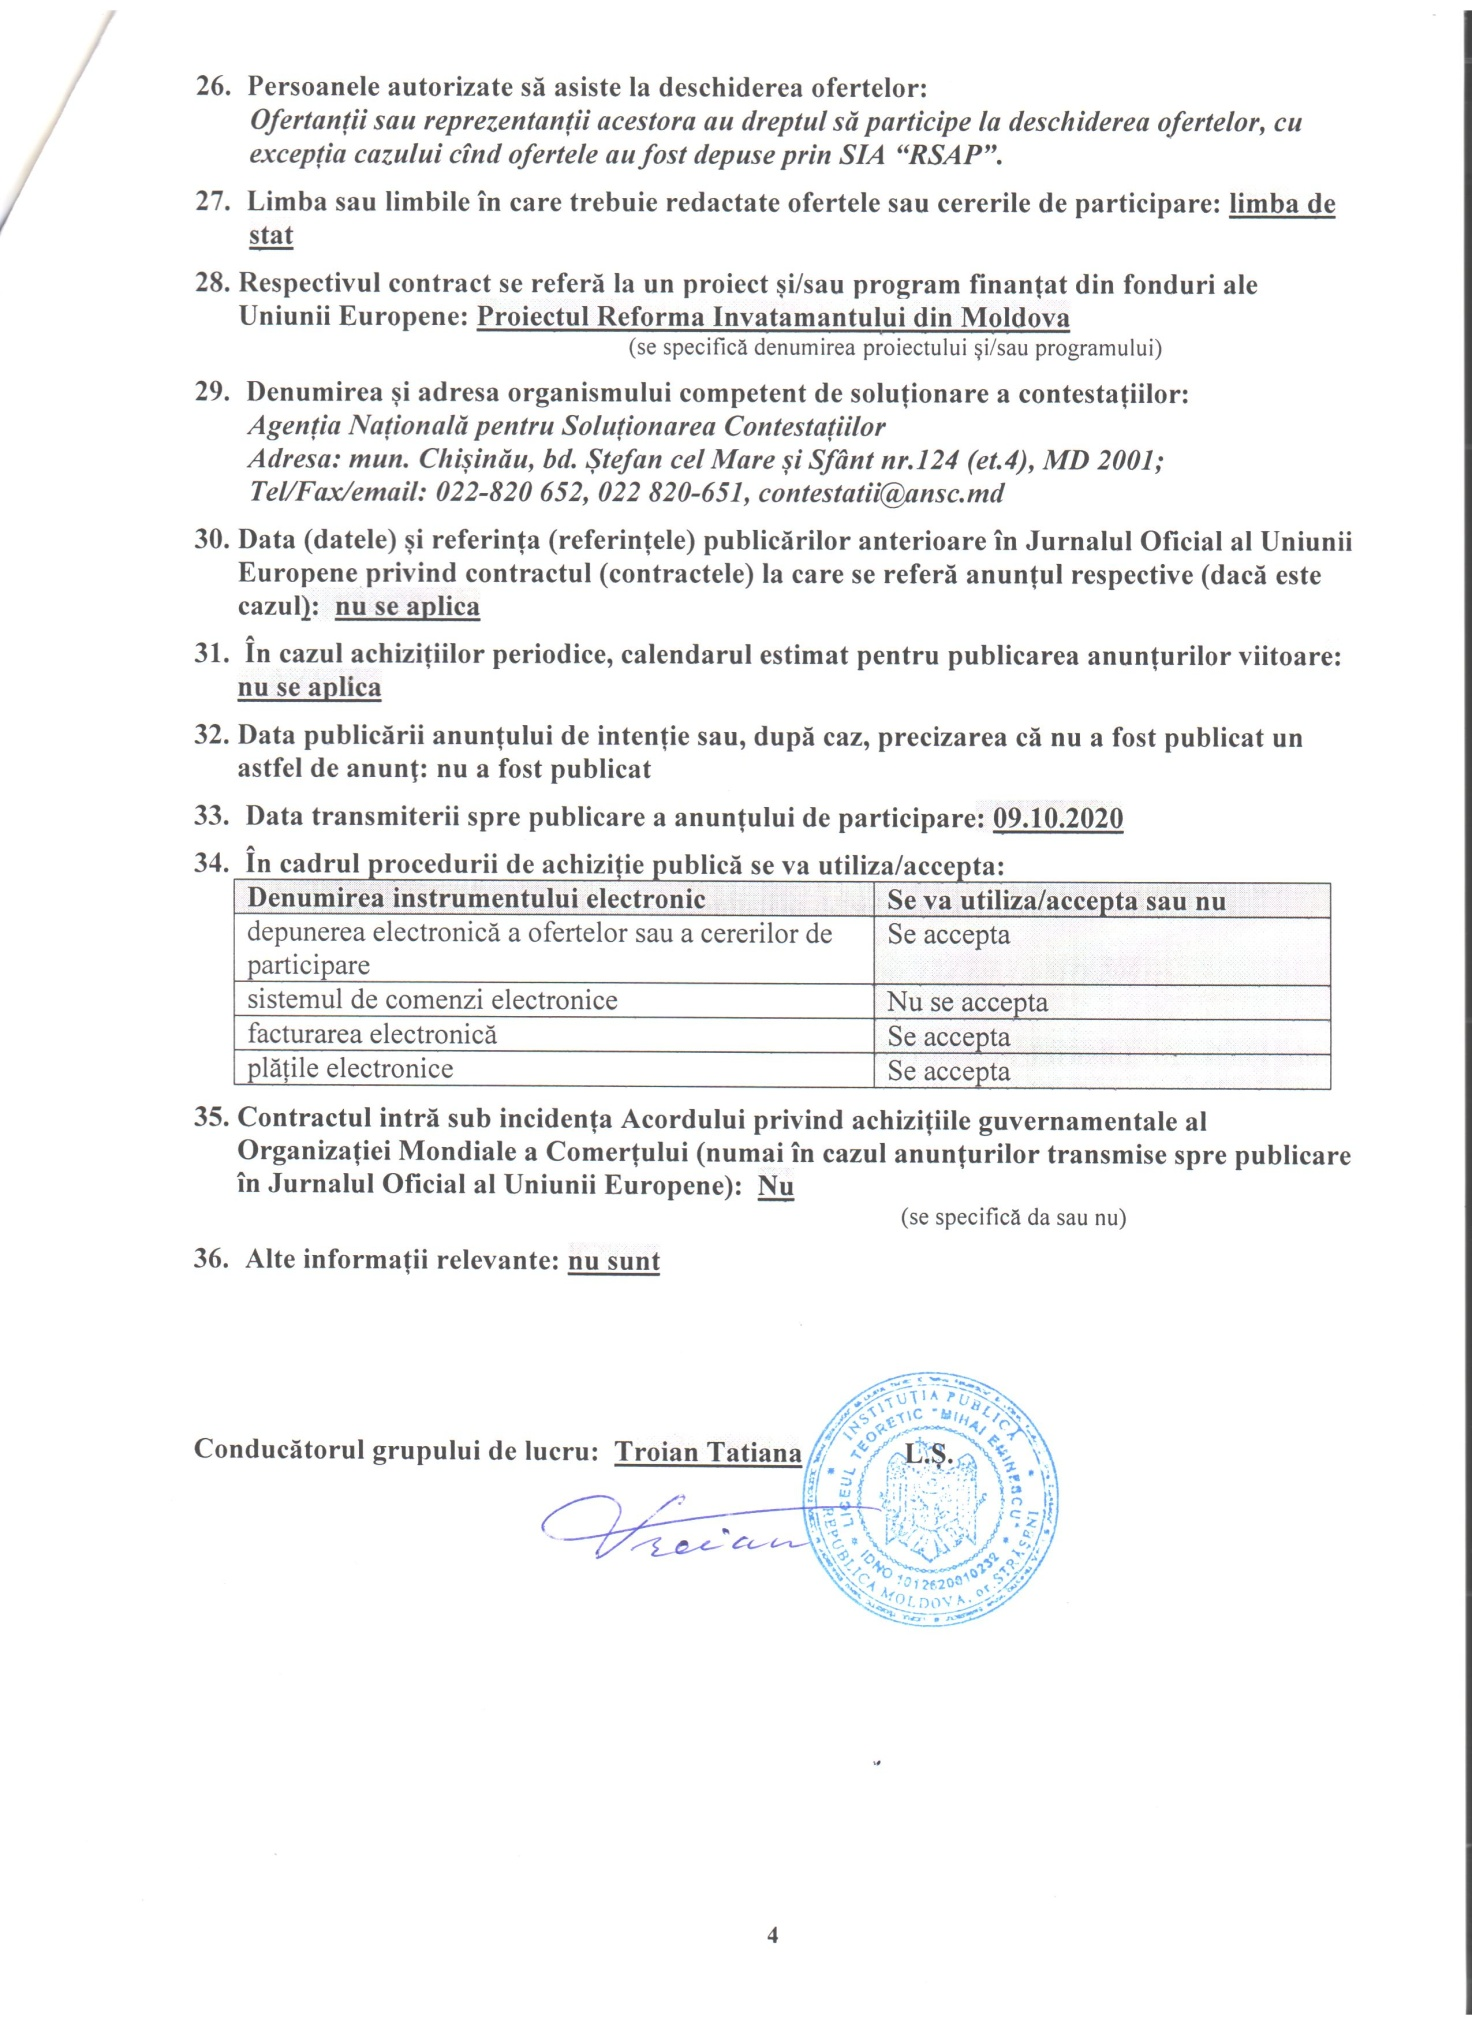 26. Persoanele autorizate să asiste la deschiderea ofertelor:
Ofertanții sau reprezentanții acestora au dreptul să participe la deschiderea ofertelor, cu
excepția cazului cînd ofertele au fost depuse prin SIA “RSAP”.
27. Limba sau limbile în care trebuie redactate ofertele sau cererile de participare: limba de
stat
28. Respectivul contract se referă la un proiect și/sau program finanțat din fonduri ale
Uniunii Europene: Proiectul Reforma Invatamantului din Moldova
(se specifică denumirea proiectului și/sau programului)
29. Denumirea și adresa organismului competent de soluționare a contestațiilor:
Agenția Națională pentru Soluționarea Contestațiilor
Adresa: mun. Chișinău, bd. Ștefan cel Mare și Sfânt nr.124 (et.4), MD 2001;
Tel/Fax/email: 022-820 652, 022 820-651, contestatii@ansc.md
30. Data (datele) și referința (referințele) publicărilor anterioare în Jurnalul Oficial al Uniunii
Europene privind contractul (contractele) la care se referă anunțul respective (dacă este
cazul): nu se aplica
31. În cazul achizițiilor periodice, calendarul estimat pentru publicarea anunțurilor viitoare:
nu se aplica
32. Data publicării anunțului de intenție sau, după caz, precizarea că nu a fost publicat un
astfel de anunţ: nu a fost publicat
33. Data transmiterii spre publicare a anunțului de participare: 09.10.2020
34. În cadrul procedurii de achiziție publică se va utiliza/accepta:
Denumirea instrumentului electronic Se va utiliza/accepta sau nu
depunerea electronică a ofertelor sau a cererilor de Se accepta
participare
sistemul de comenzi electronice Nu se accepta
facturarea electronică Se accepta
plățile electronice Se accepta
35. Contractul intră sub incidența Acordului privind achizițiile guvernamentale al
Organizației Mondiale a Comerțului (numai în cazul anunțurilor transmise spre publicare
în Jurnalul Oficial al Uniunii Europene): Nu
(se specifică da sau nu)
36. Alte informații relevante: nu sunt
Conducătorul grupului de lucru: Troian Tatiana L.Ș.
Troian
INSTITUȚIA PUBLICĂ
LICEUL TEORETIC "MIHAI EMINESCU"
IDNO 1012620010232
REPUBLICA MOLDOVA, or. STRĂȘENI
4